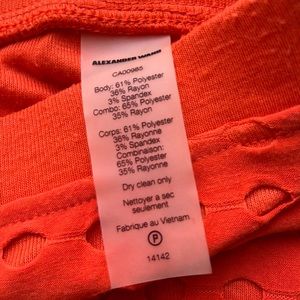 ALEXANDER WANG
CA00985
Body: 61% Polyester
36% Rayon
3% Spandex
Combo: 65% Polyester
35% Rayon
Corps: 61% Polyester
36% Rayonne
3% Spandex
Combinaison:
65% Polyester
35% Rayonne
Dry clean only
Nettoyer a sec
seulement
Fabrique au Vietnam
P
14142